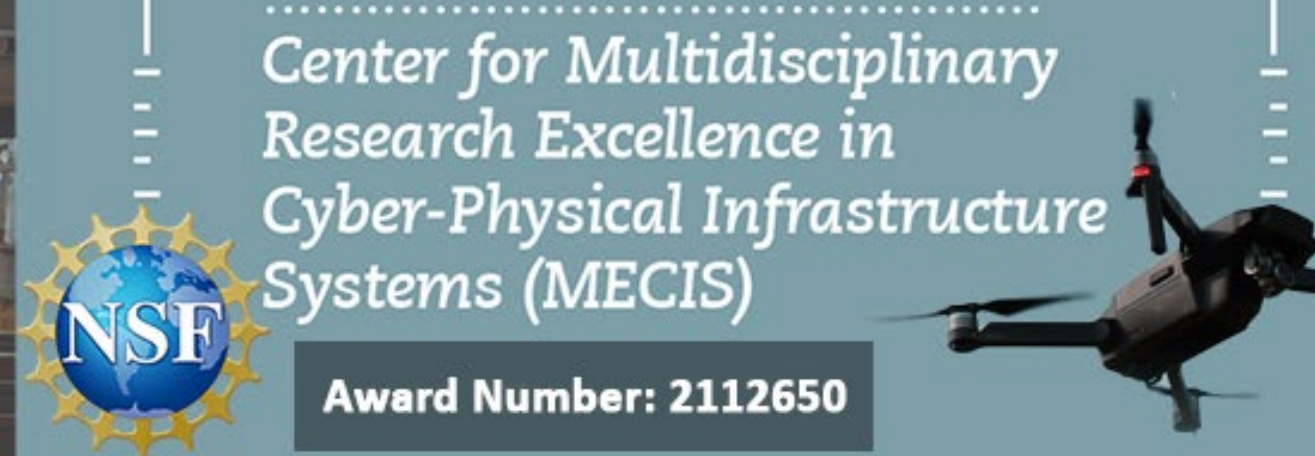 Center for Multidisciplinary
Research Excellence in
Cyber-Physical Infrastructure
Systems (MECIS)
NSF
Award Number: 2112650